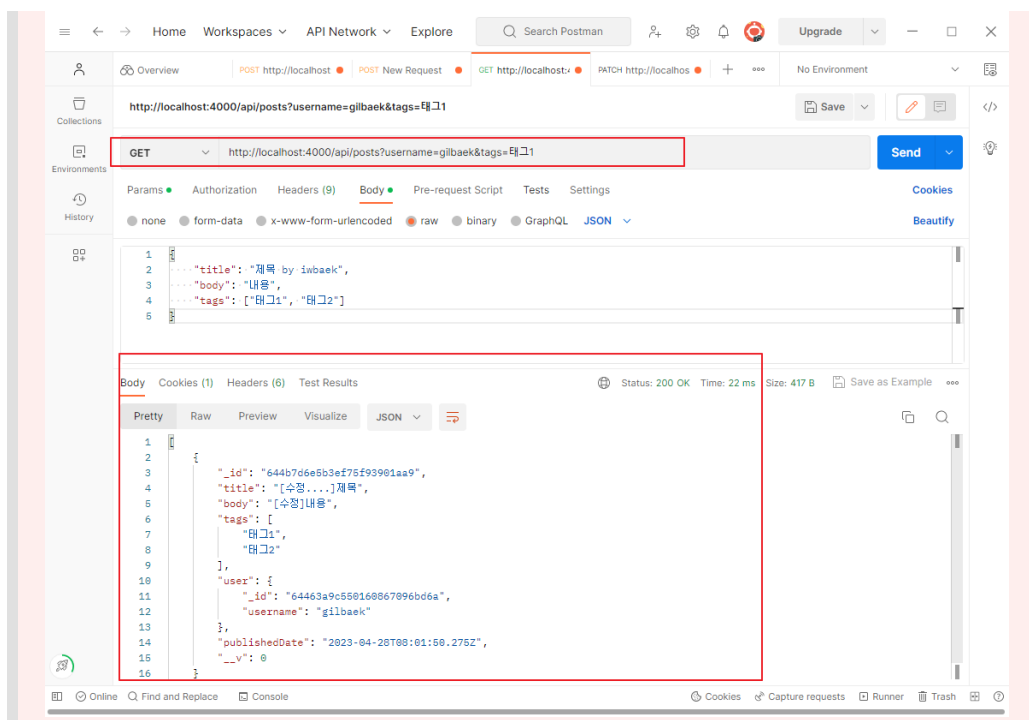 Home Workspaces API Network Explore Search Postman Upgrade
Overview POST http://localhost POST New Request GET http://localhost:4 PATCH http://localhos No Environment
http://localhost:4000/api/posts?username=gilbaek&tags=태그1 Save
Collections
GET http://localhost:4000/api/posts?username=gilbaek&tags=태그1 Send
Environments
Params Authorization Headers (9) Body Pre-request Script Tests Settings Cookies
History
none form-data x-www-form-urlencoded raw binary GraphQL JSON Beautify
1 {
2 ····"title":·"제목·by·iwbaek",
3 ····"body":·"내용",
4 ····"tags":·["태그1",·"태그2"]
5 }
Body Cookies (1) Headers (6) Test Results Status: 200 OK Time: 22 ms Size: 417 B Save as Example
Pretty Raw Preview Visualize JSON
1 [
2 {
3 "_id": "644b7d6e5b3ef75f93901aa9",
4 "title": "[수정....]제목",
5 "body": "[수정]내용",
6 "tags": [
7 "태그1",
8 "태그2"
9 ],
10 "user": {
11 "_id": "64463a9c550160867096bd6a",
12 "username": "gilbaek"
13 },
14 "publishedDate": "2023-04-28T08:01:50.275Z",
15 "__v": 0
16 }
Online Find and Replace Console Cookies Capture requests Runner Trash